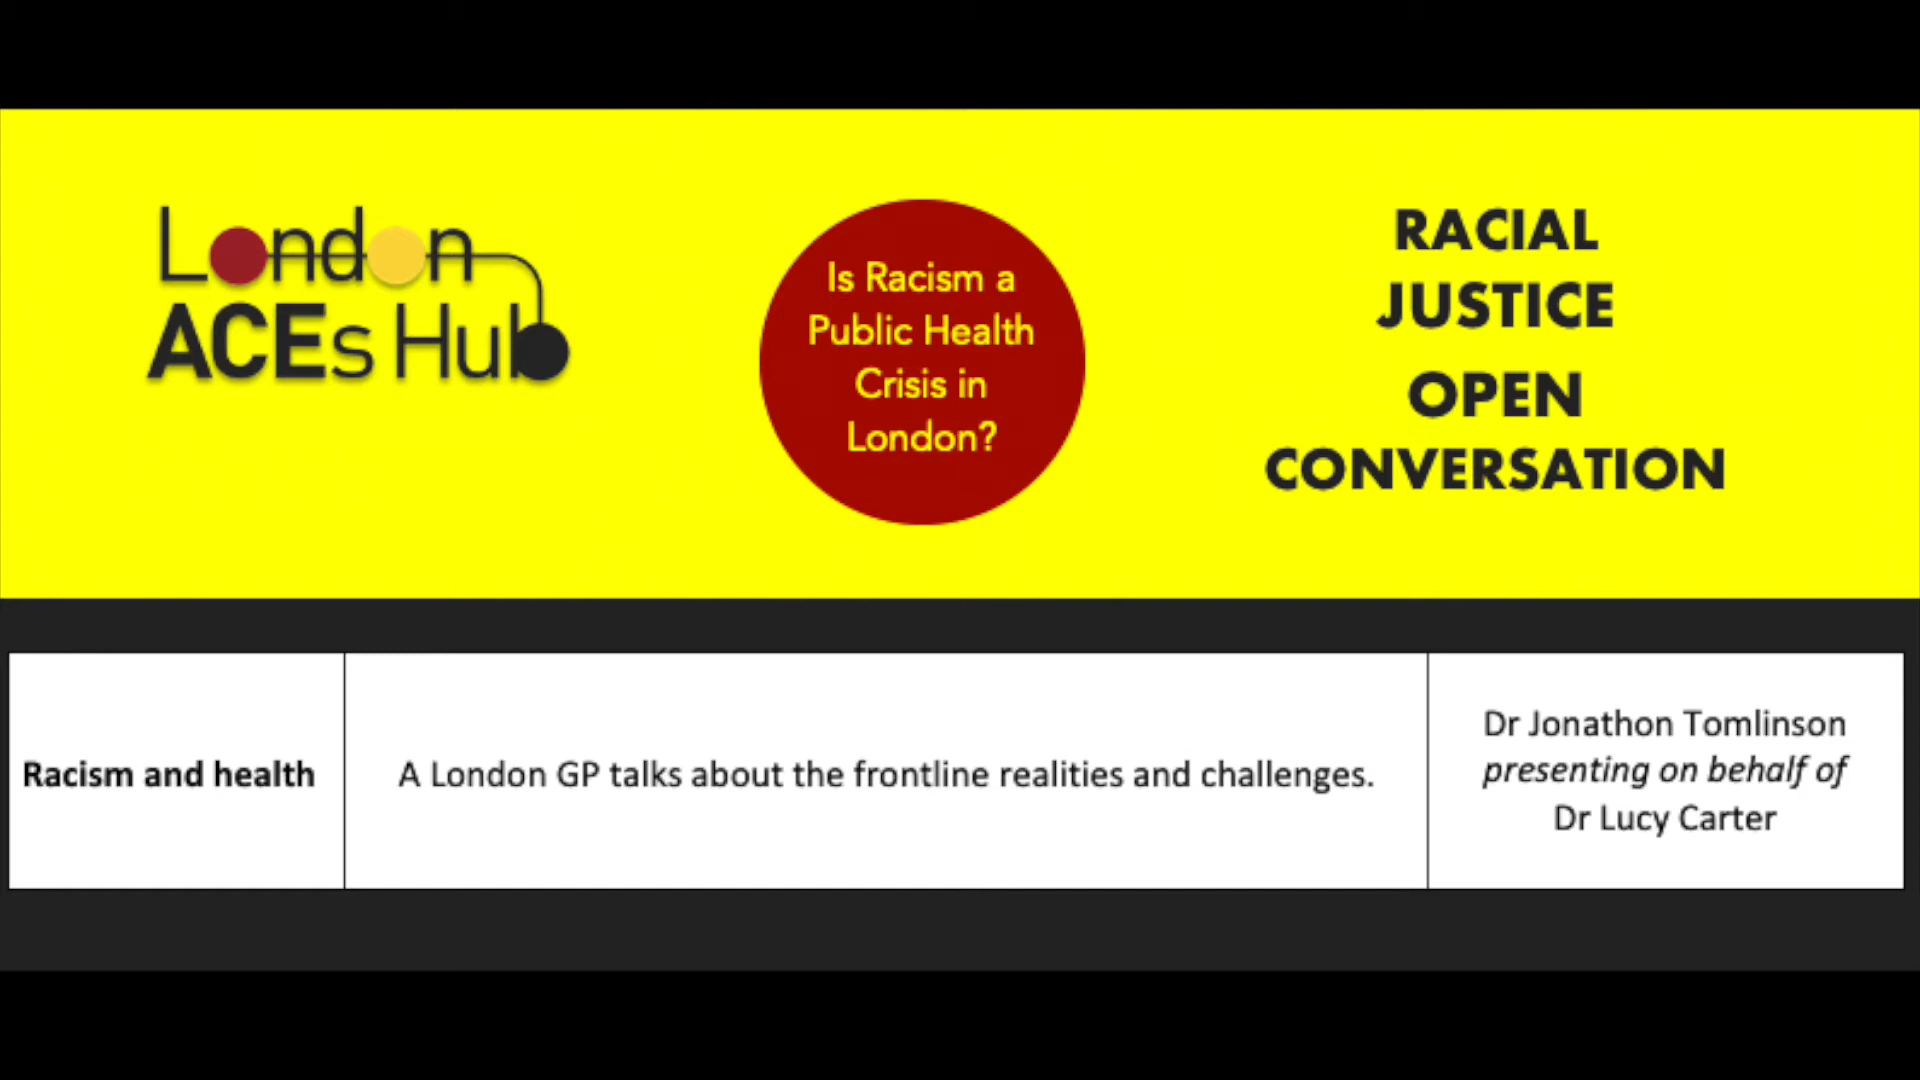 London
ACEs Hub
Is Racism a
Public Health
Crisis in
London?
RACIAL
JUSTICE
OPEN
CONVERSATION
Racism and health
A London GP talks about the frontline realities and challenges.
Dr Jonathon Tomlinson
presenting on behalf of
Dr Lucy Carter